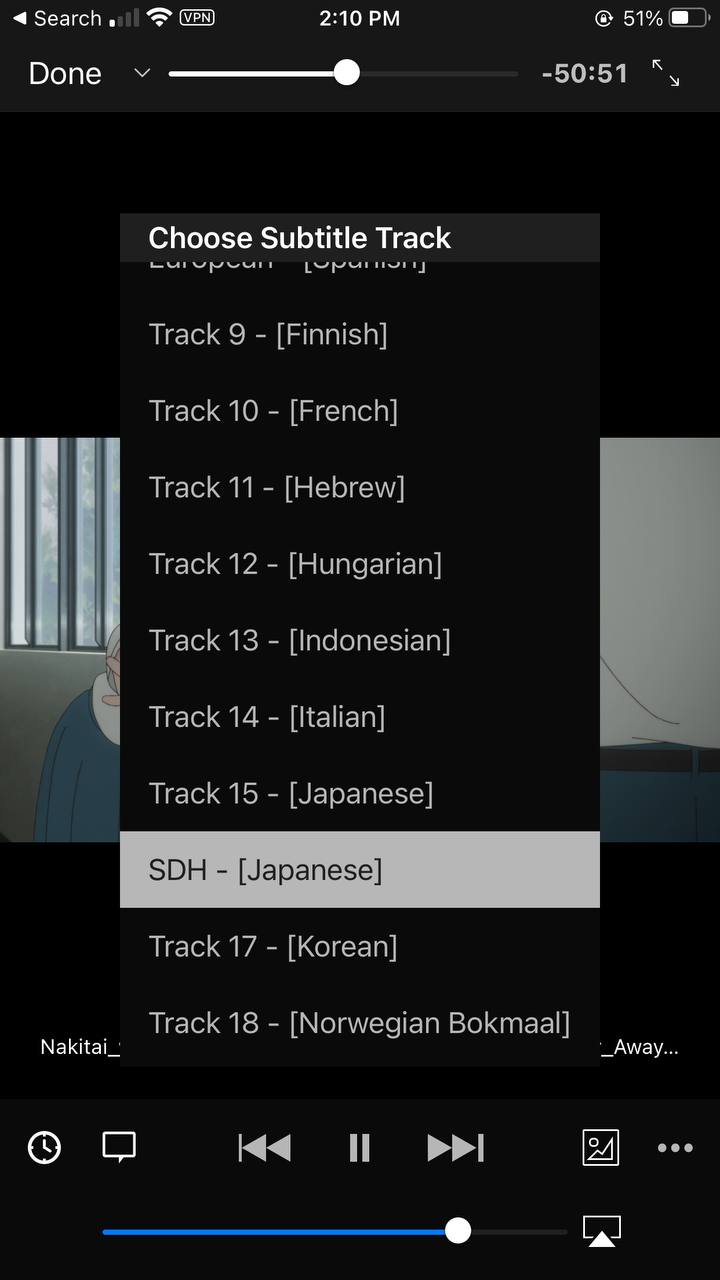 Search
VPN
2:10 PM
51%
Done
-50:51
Choose Subtitle Track
European - [Spanish]
Track 9 - [Finnish]
Track 10 - [French]
Track 11 - [Hebrew]
Track 12 - [Hungarian]
Track 13 - [Indonesian]
Track 14 - [Italian]
Track 15 - [Japanese]
SDH - [Japanese]
Track 17 - [Korean]
Track 18 - [Norwegian Bokmaal]
Nakitai_
_Away...